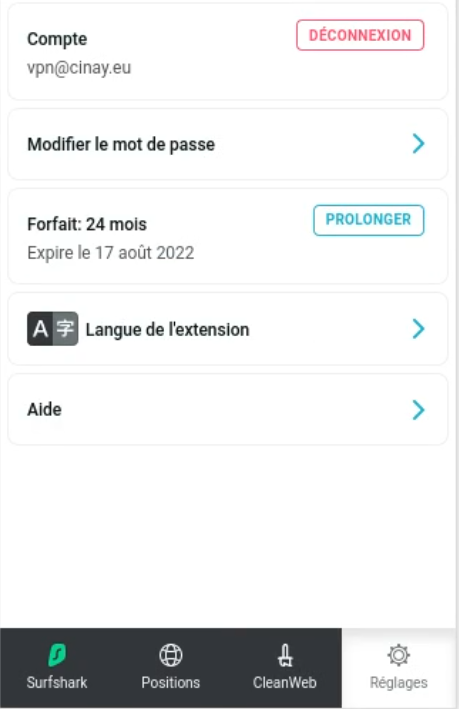 Compte
DÉCONNEXION
vpn@cinay.eu
Modifier le mot de passe
Forfait: 24 mois
PROLONGER
Expire le 17 août 2022
A字 Langue de l'extension
Aide
Surfshark
Positions
CleanWeb
Réglages